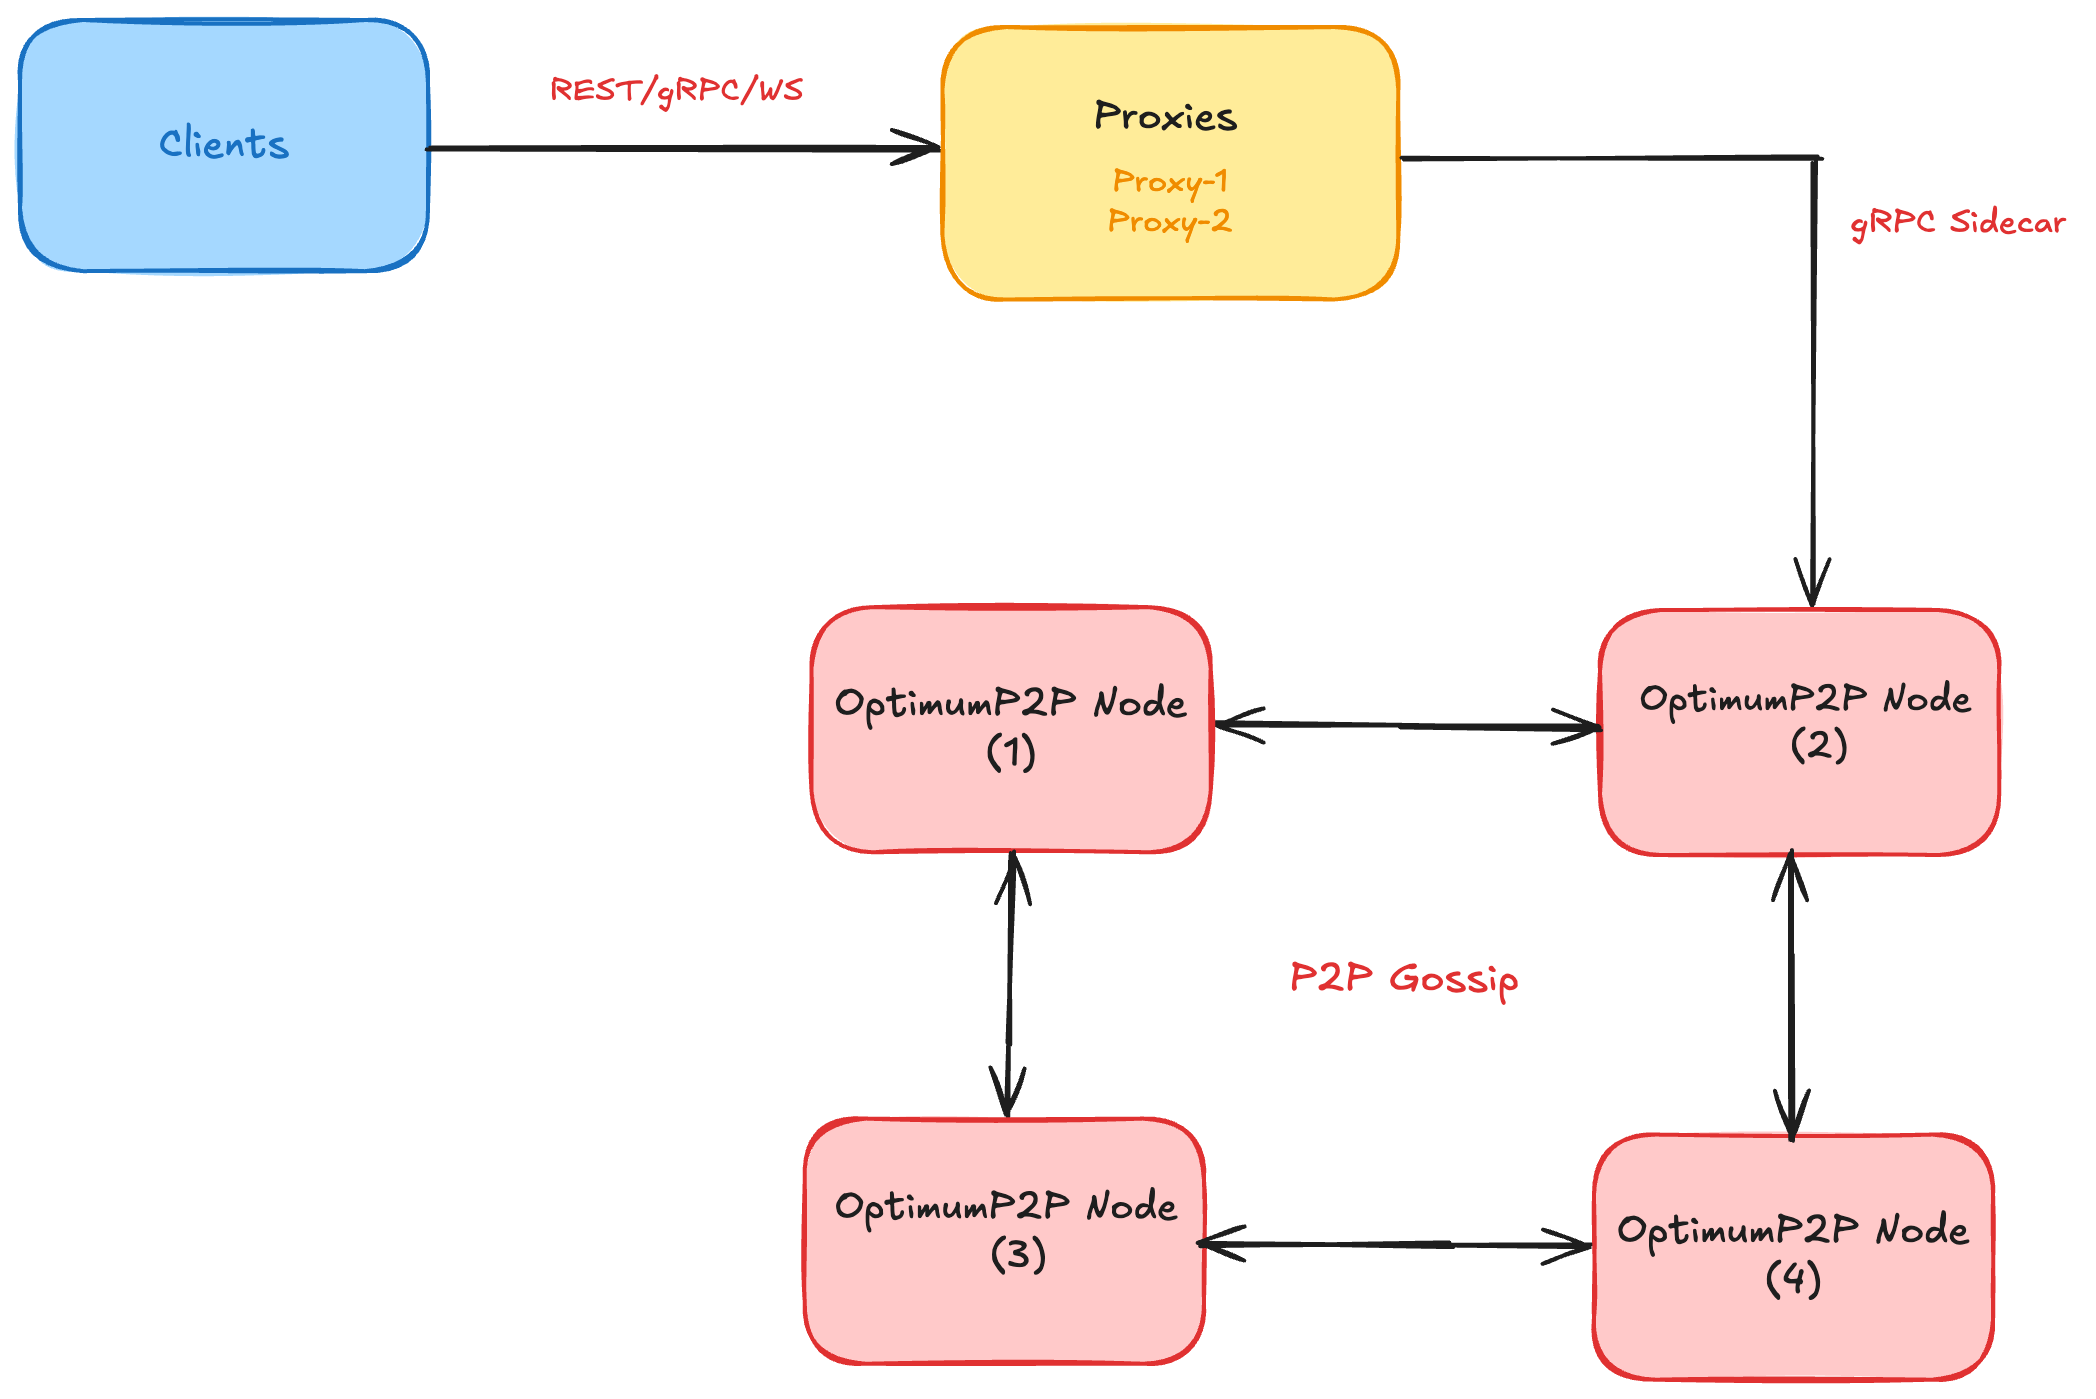 Clients
REST/gRPC/WS
Proxies
Proxy-1
Proxy-2
gRPC Sidecar
OptimumP2P Node
(1)
OptimumP2P Node
(2)
P2P Gossip
OptimumP2P Node
(3)
OptimumP2P Node
(4)